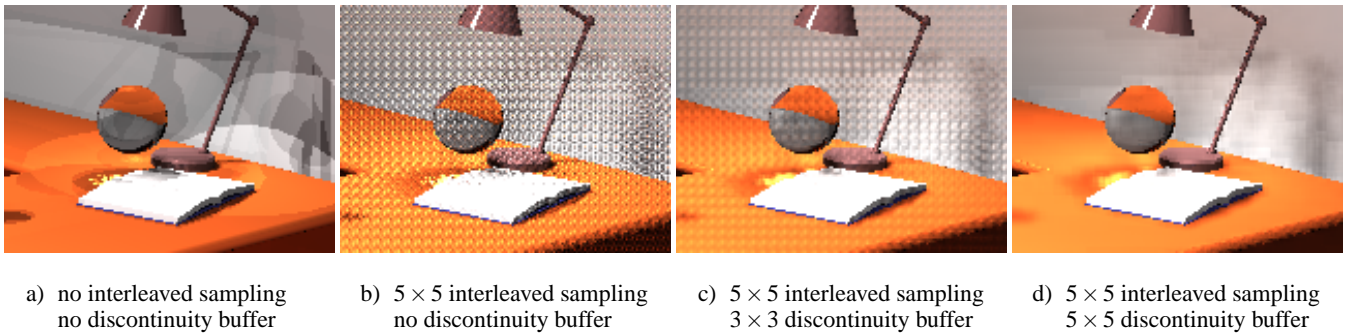 a) no interleaved sampling
no discontinuity buffer
b) 5 × 5 interleaved sampling
no discontinuity buffer
c) 5 × 5 interleaved sampling
3 × 3 discontinuity buffer
d) 5 × 5 interleaved sampling
5 × 5 discontinuity buffer